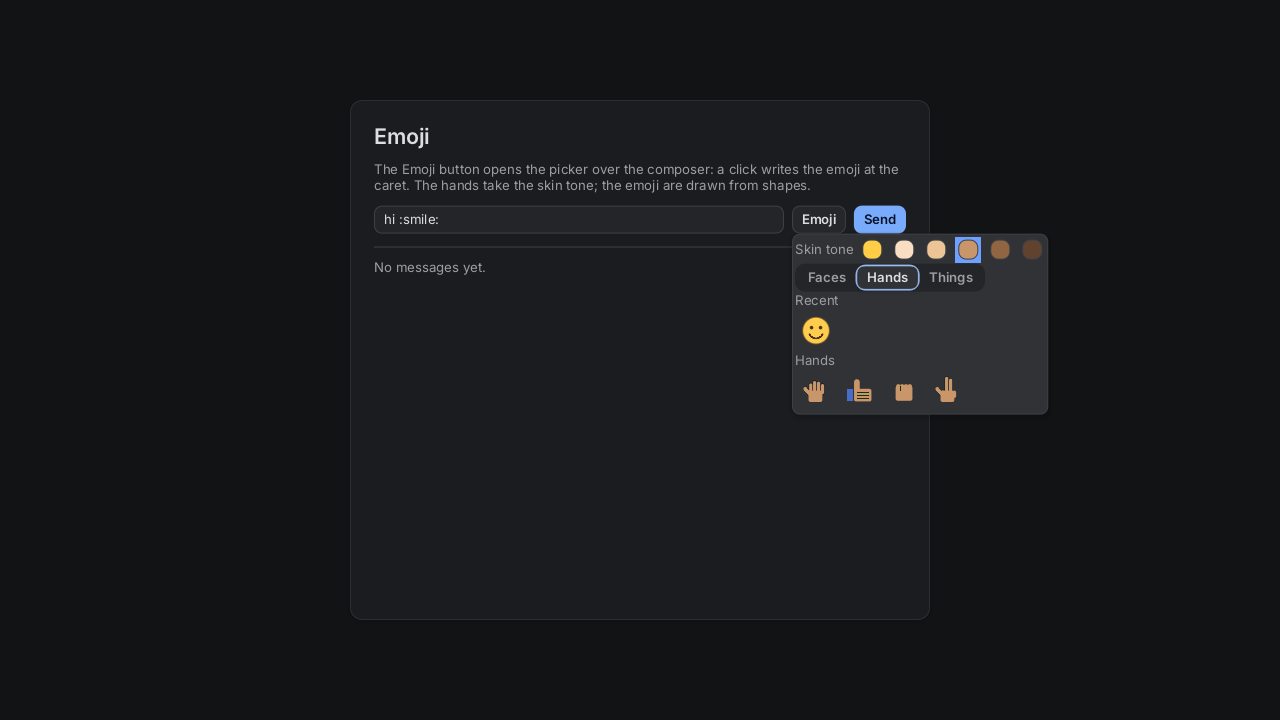 Emoji
The Emoji button opens the picker over the composer: a click writes the emoji at the
caret. The hands take the skin tone; the emoji are drawn from shapes.
hi :smile:
Emoji
Send
Skin tone
No messages yet.
Faces Hands Things
Recent
Hands